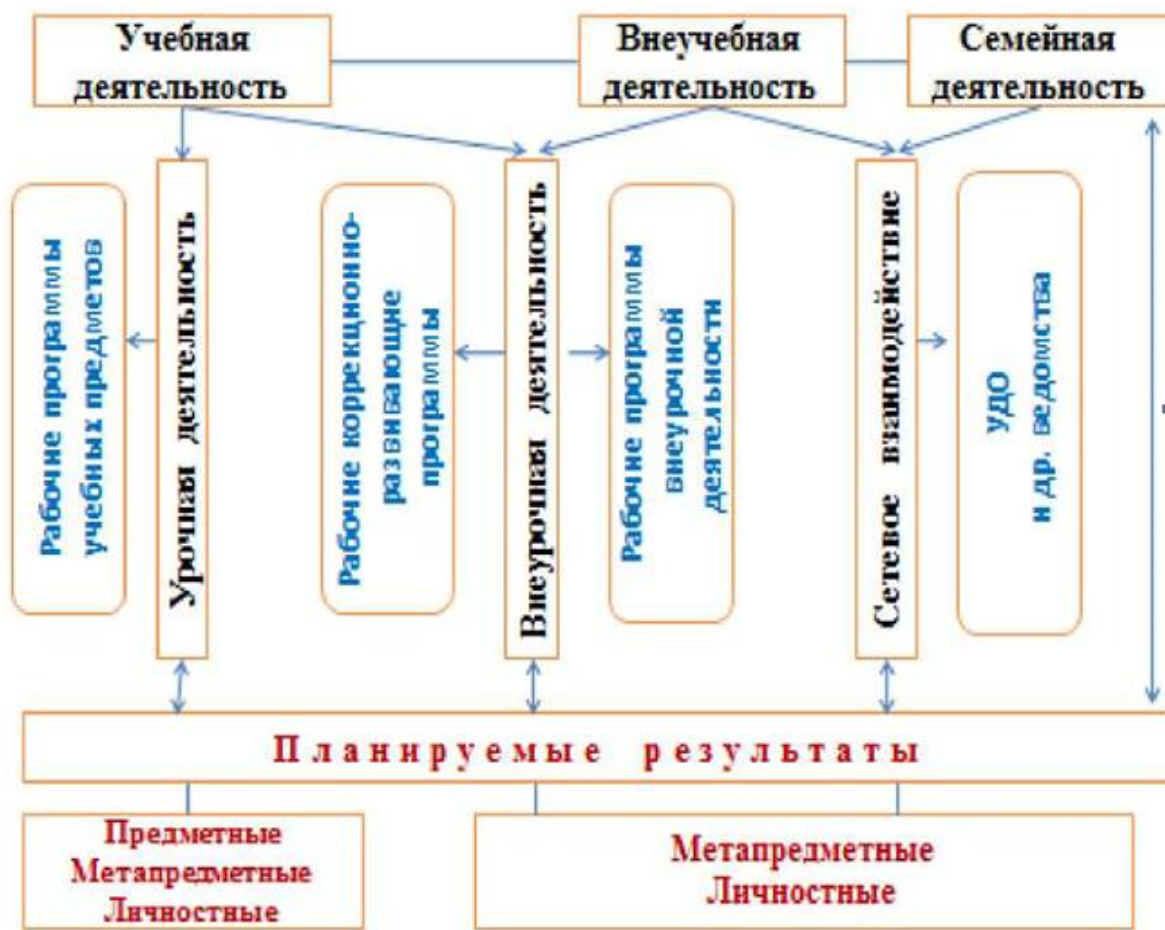 Учебная
деятельность
Внеучебная
деятельность
Семейная
деятельность
Рабочие программы
учебных предметов
Урочная деятельность
Рабочие коррекционно-
развивающие
программы
Внеурочная деятельность
Рабочие программы
внеурочной
деятельности
Сетевое взаимодействие
УДО
и др. ведомства
Планируемые результаты
Предметные
Метапредметные
Личностные
Метапредметные
Личностные